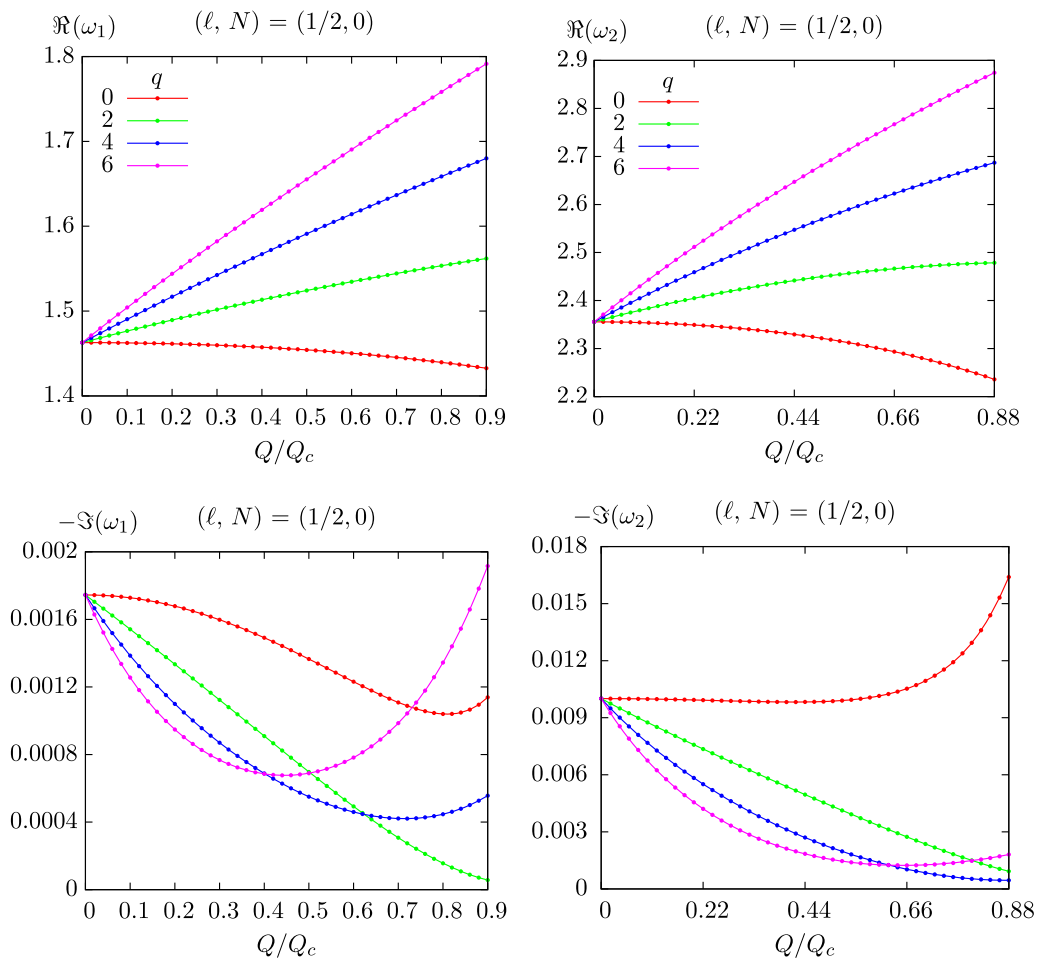 ℜ(ω₁) (ℓ, N) = (1/2, 0)
1.8
1.7
1.6
1.5
1.4
q
0
2
4
6
0 0.1 0.2 0.3 0.4 0.5 0.6 0.7 0.8 0.9
Q/Q_c
ℜ(ω₂) (ℓ, N) = (1/2, 0)
2.9
2.8
2.7
2.6
2.5
2.4
2.3
2.2
q
0
2
4
6
0 0.22 0.44 0.66 0.88
Q/Q_c
−ℑ(ω₁) (ℓ, N) = (1/2, 0)
0.002
0.0016
0.0012
0.0008
0.0004
0
0 0.1 0.2 0.3 0.4 0.5 0.6 0.7 0.8 0.9
Q/Q_c
−ℑ(ω₂) (ℓ, N) = (1/2, 0)
0.018
0.015
0.012
0.009
0.006
0.003
0
0 0.22 0.44 0.66 0.88
Q/Q_c